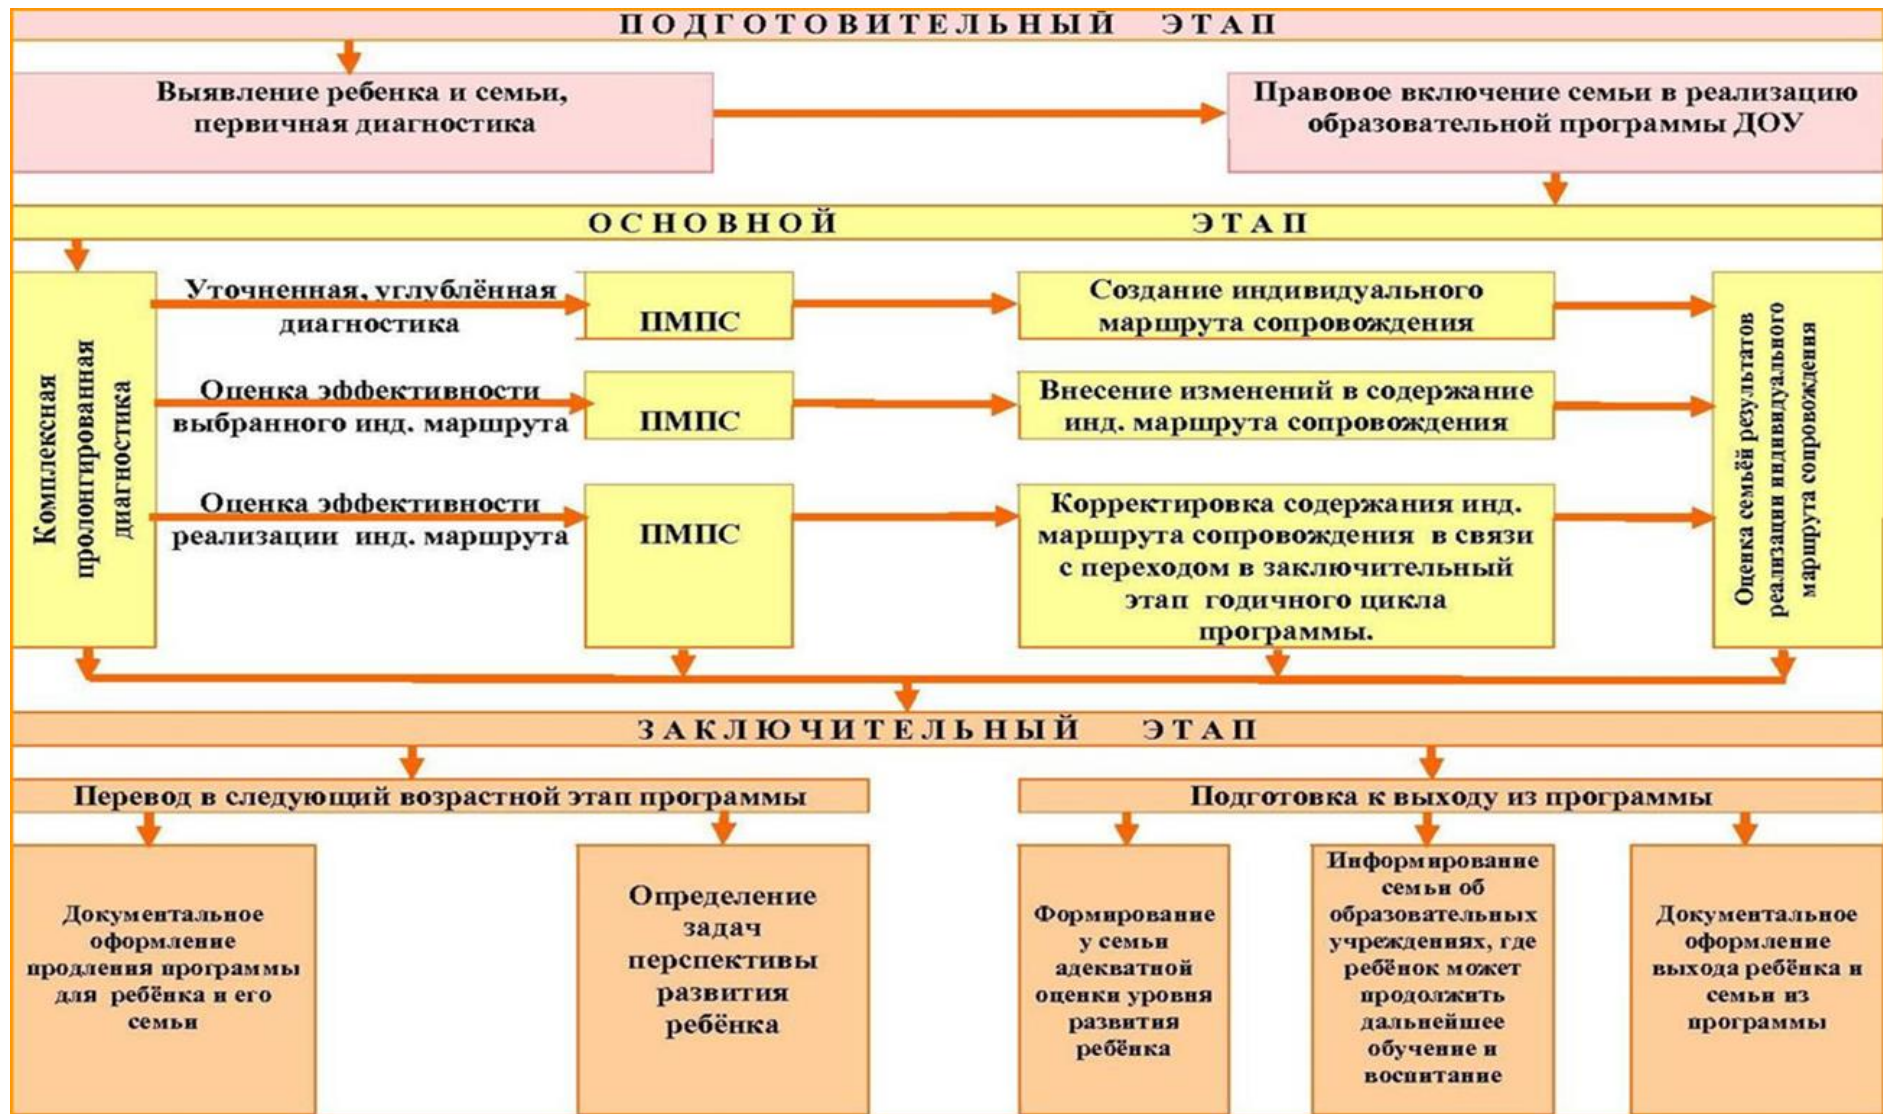 ПОДГОТОВИТЕЛЬНЫЙ ЭТАП
Выявление ребенка и семьи,
первичная диагностика
Правовое включение семьи в реализацию
образовательной программы ДОУ
ОСНОВНОЙ ЭТАП
Комплексная
пролонгированная
диагностика
Уточненная, углублённая
диагностика
ПМПС
Создание индивидуального
маршрута сопровождения
Оценка эффективности
выбранного инд. маршрута
ПМПС
Внесение изменений в содержание
инд. маршрута сопровождения
Оценка эффективности
реализации инд. маршрута
ПМПС
Корректировка содержания инд.
маршрута сопровождения в связи
с переходом в заключительный
этап годичного цикла
программы.
Оценка семьёй результатов
реализации индивидуального
маршрута сопровождения
ЗАКЛЮЧИТЕЛЬНЫЙ ЭТАП
Перевод в следующий возрастной этап программы
Подготовка к выходу из программы
Документальное
оформление
продления программы
для ребёнка и его
семьи
Определение
задач
перспективы
развития
ребёнка
Формирование
у семьи
адекватной
оценки уровня
развития
ребёнка
Информирование
семьи об
образовательных
учреждениях, где
ребёнок может
продолжить
дальнейшее
обучение и
воспитание
Документальное
оформление
выхода ребёнка и
семьи из
программы